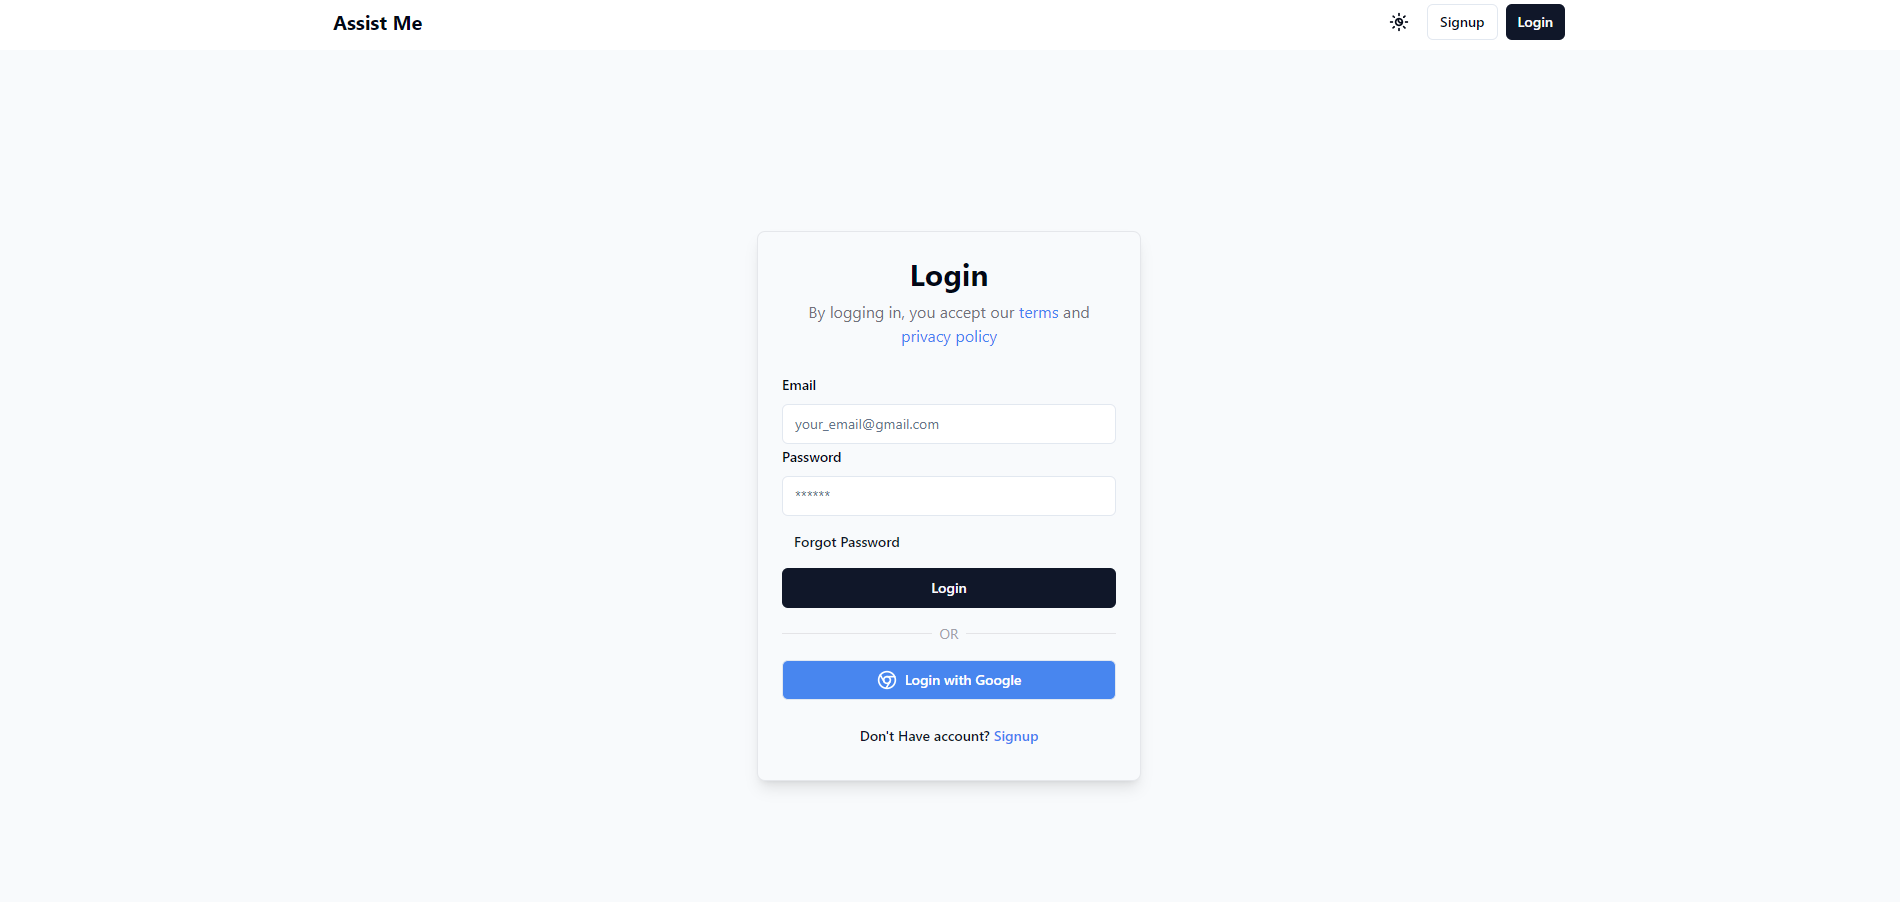 Assist Me
Signup
Login
Login
By logging in, you accept our terms and
privacy policy
Email
your_email@gmail.com
Password
******
Forgot Password
Login
OR
Login with Google
Don't Have account? Signup